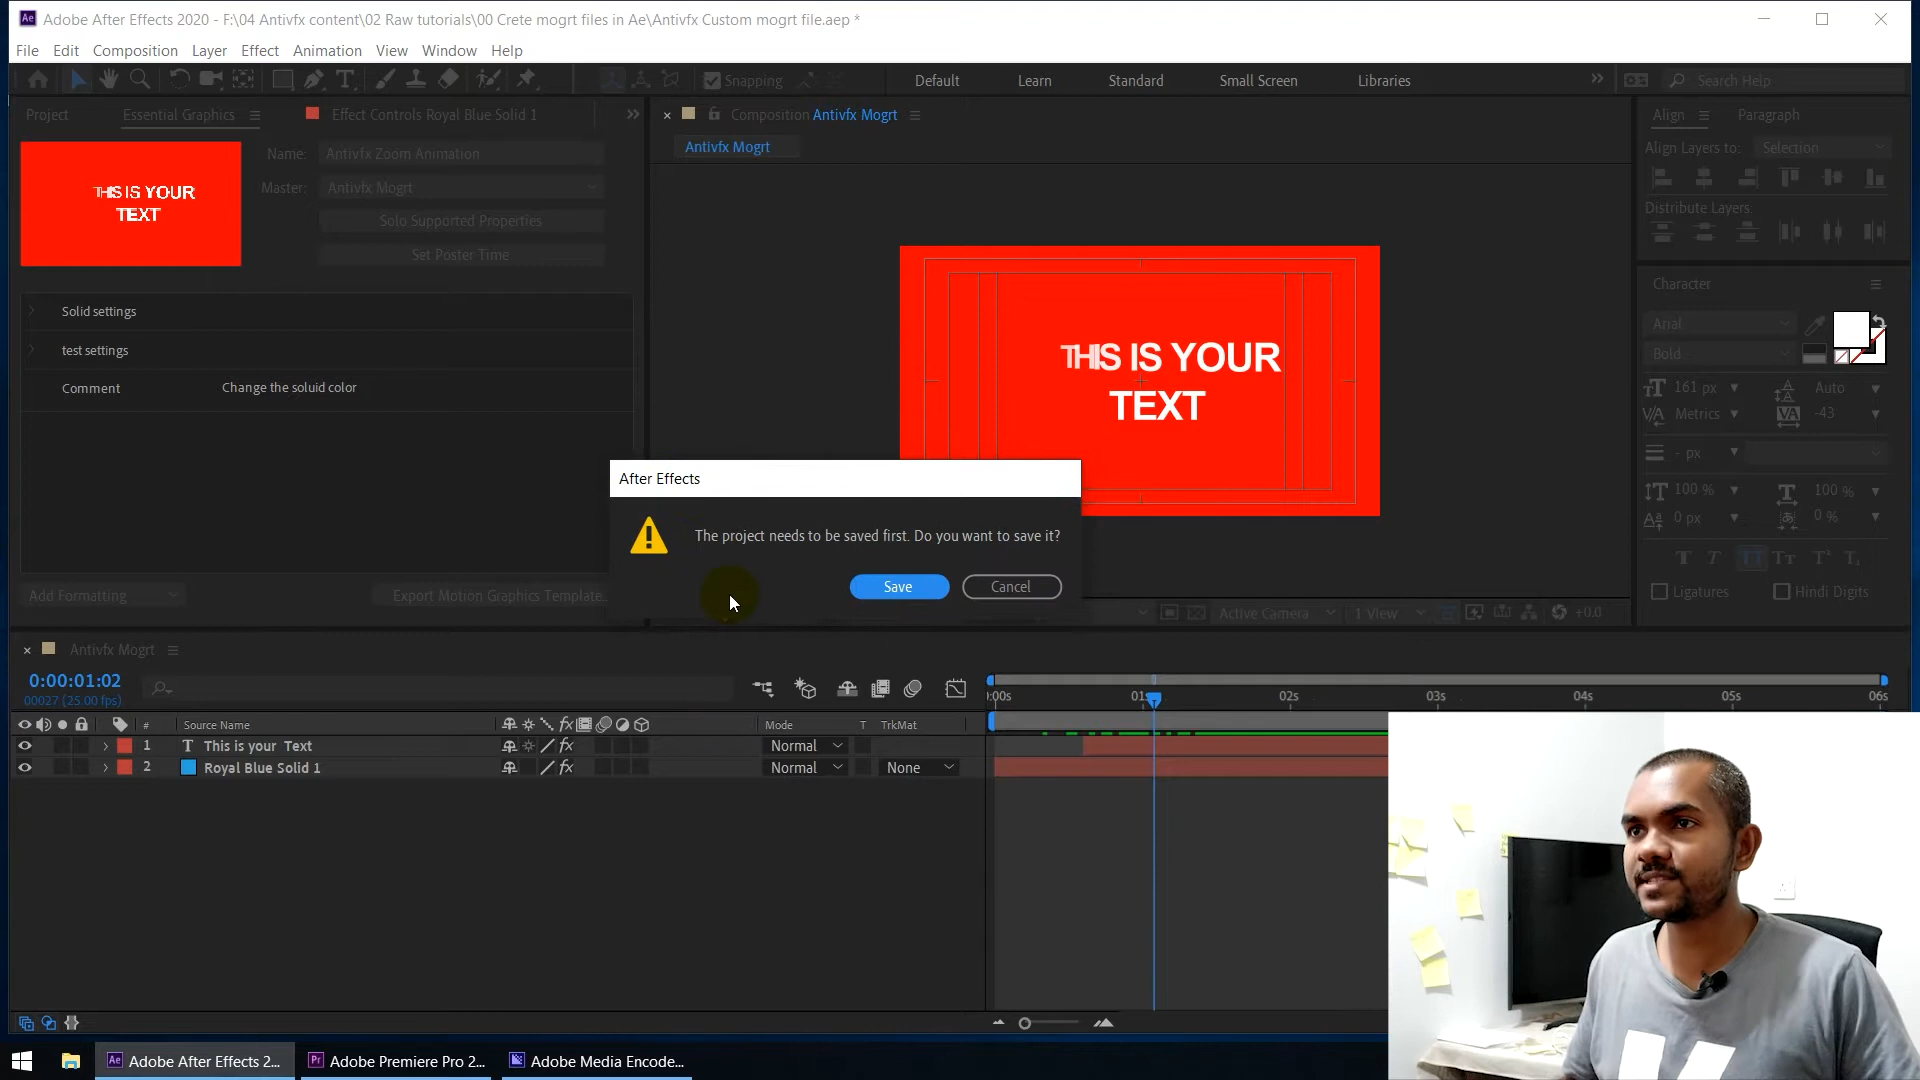 Adobe After Effects 2020 - F:\04 Antivfx content\02 Raw tutorials\00 Crete mogrt files in Ae\Antivfx Custom mogrt file.aep *
File Edit Composition Layer Effect Animation View Window Help
Snapping Default Learn Standard Small Screen Libraries Search Help
Project Essential Graphics Effect Controls Royal Blue Solid 1
Composition Antivfx Mogrt
Align Paragraph
Antivfx Mogrt
Align Layers to: Selection
Name: Antivfx Zoom Animation
Master: Antivfx Mogrt
Solo Supported Properties
Set Poster Time
THIS IS YOUR
TEXT
Distribute Layers:
Character
Solid settings
test settings
Comment Change the soluid color
THIS IS YOUR
TEXT
Arial
Bold
161 px Auto
Metrics -43
- px
100 % 100 %
0 px 0 %
Ligatures Hindi Digits
After Effects
The project needs to be saved first. Do you want to save it?
Save Cancel
Add Formatting Export Motion Graphics Template...
Active Camera 1 View +0.0
Antivfx Mogrt
0:00:01:02
00027 (25.00 fps)
:00s 01s 02s 03s 04s 05s 06s
# Source Name Mode T TrkMat
1 T This is your Text Normal
2 Royal Blue Solid 1 Normal None
Adobe After Effects 2... Adobe Premiere Pro 2... Adobe Media Encode...